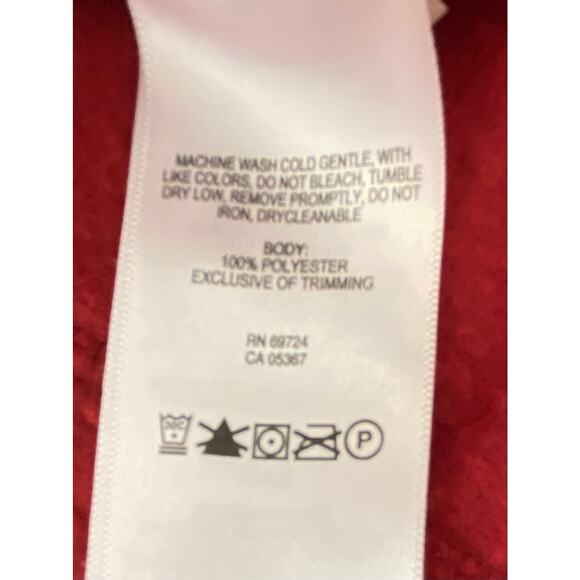 MACHINE WASH COLD GENTLE, WITH
LIKE COLORS, DO NOT BLEACH, TUMBLE
DRY LOW, REMOVE PROMPTLY, DO NOT
IRON, DRYCLEANABLE
BODY:
100% POLYESTER
EXCLUSIVE OF TRIMMING
RN 69724
CA 05367
30C
P